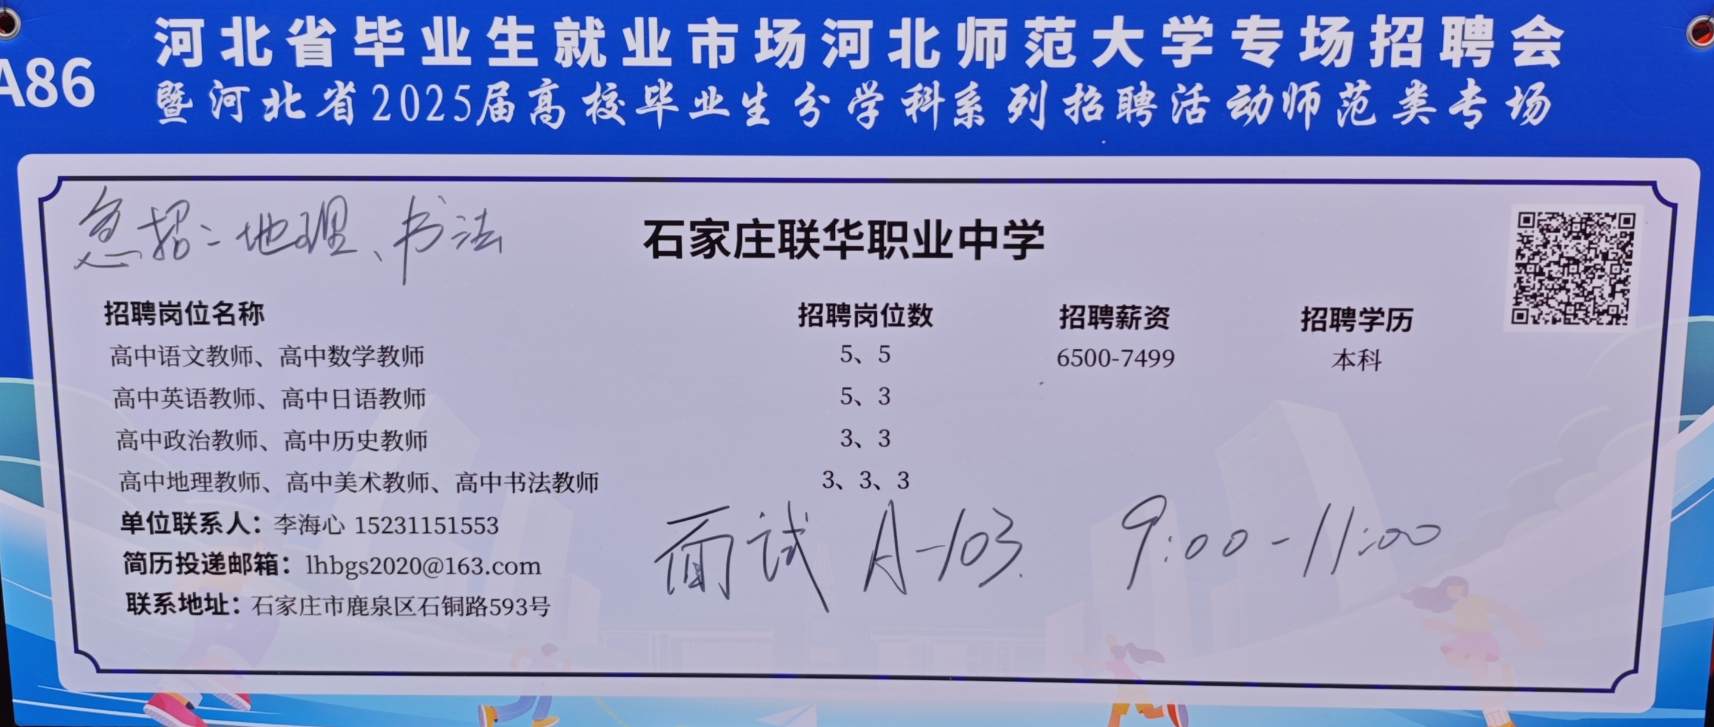 河北省毕业生就业市场河北师范大学专场招聘会
A86
暨河北省2025届高校毕业生分学科系列招聘活动师范类专场
急招：地理、书法
石家庄联华职业中学
招聘岗位名称 招聘岗位数 招聘薪资 招聘学历
高中语文教师、高中数学教师 5、5 6500-7499 本科
高中英语教师、高中日语教师 5、3
高中政治教师、高中历史教师 3、3
高中地理教师、高中美术教师、高中书法教师 3、3、3
单位联系人：李海心 15231151553
简历投递邮箱：lhbgs2020@163.com
联系地址：石家庄市鹿泉区石铜路593号
面试 A-103. 9:00-11:00